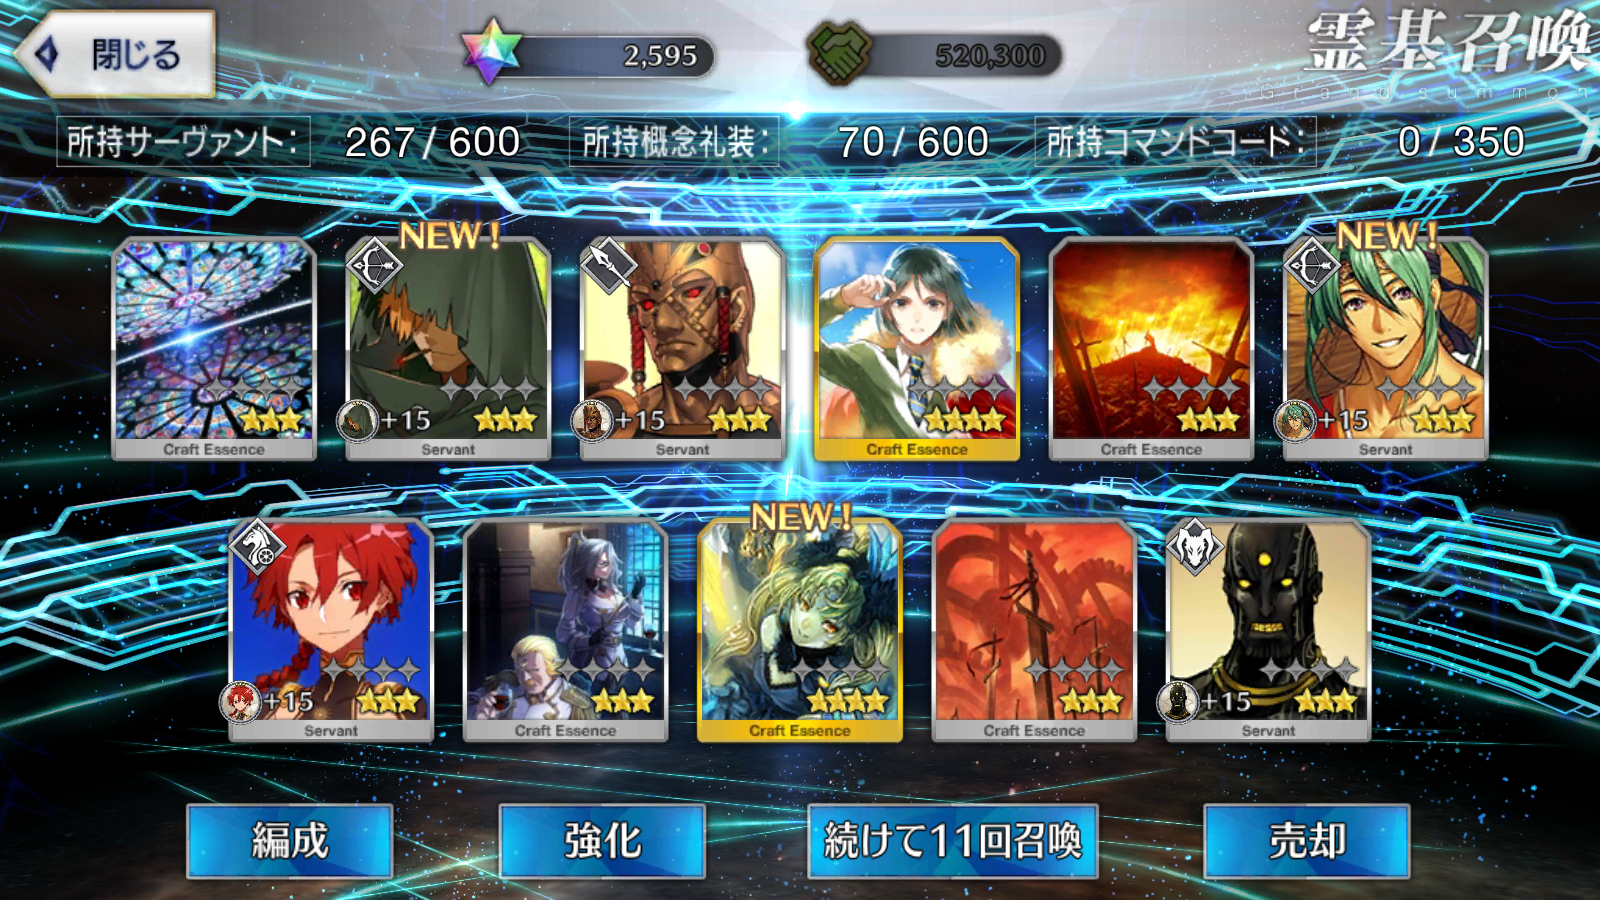 閉じる
2,595
520,300
霊基召喚
Grand summon
所持サーヴァント: 267/600
所持概念礼装: 70/600
所持コマンドコード: 0/350
NEW!
NEW!
+15
+15
+15
Craft Essence
Servant
Servant
Craft Essence
Craft Essence
Servant
NEW!
+15
+15
Servant
Craft Essence
Craft Essence
Craft Essence
Servant
編成
強化
続けて11回召喚
売却